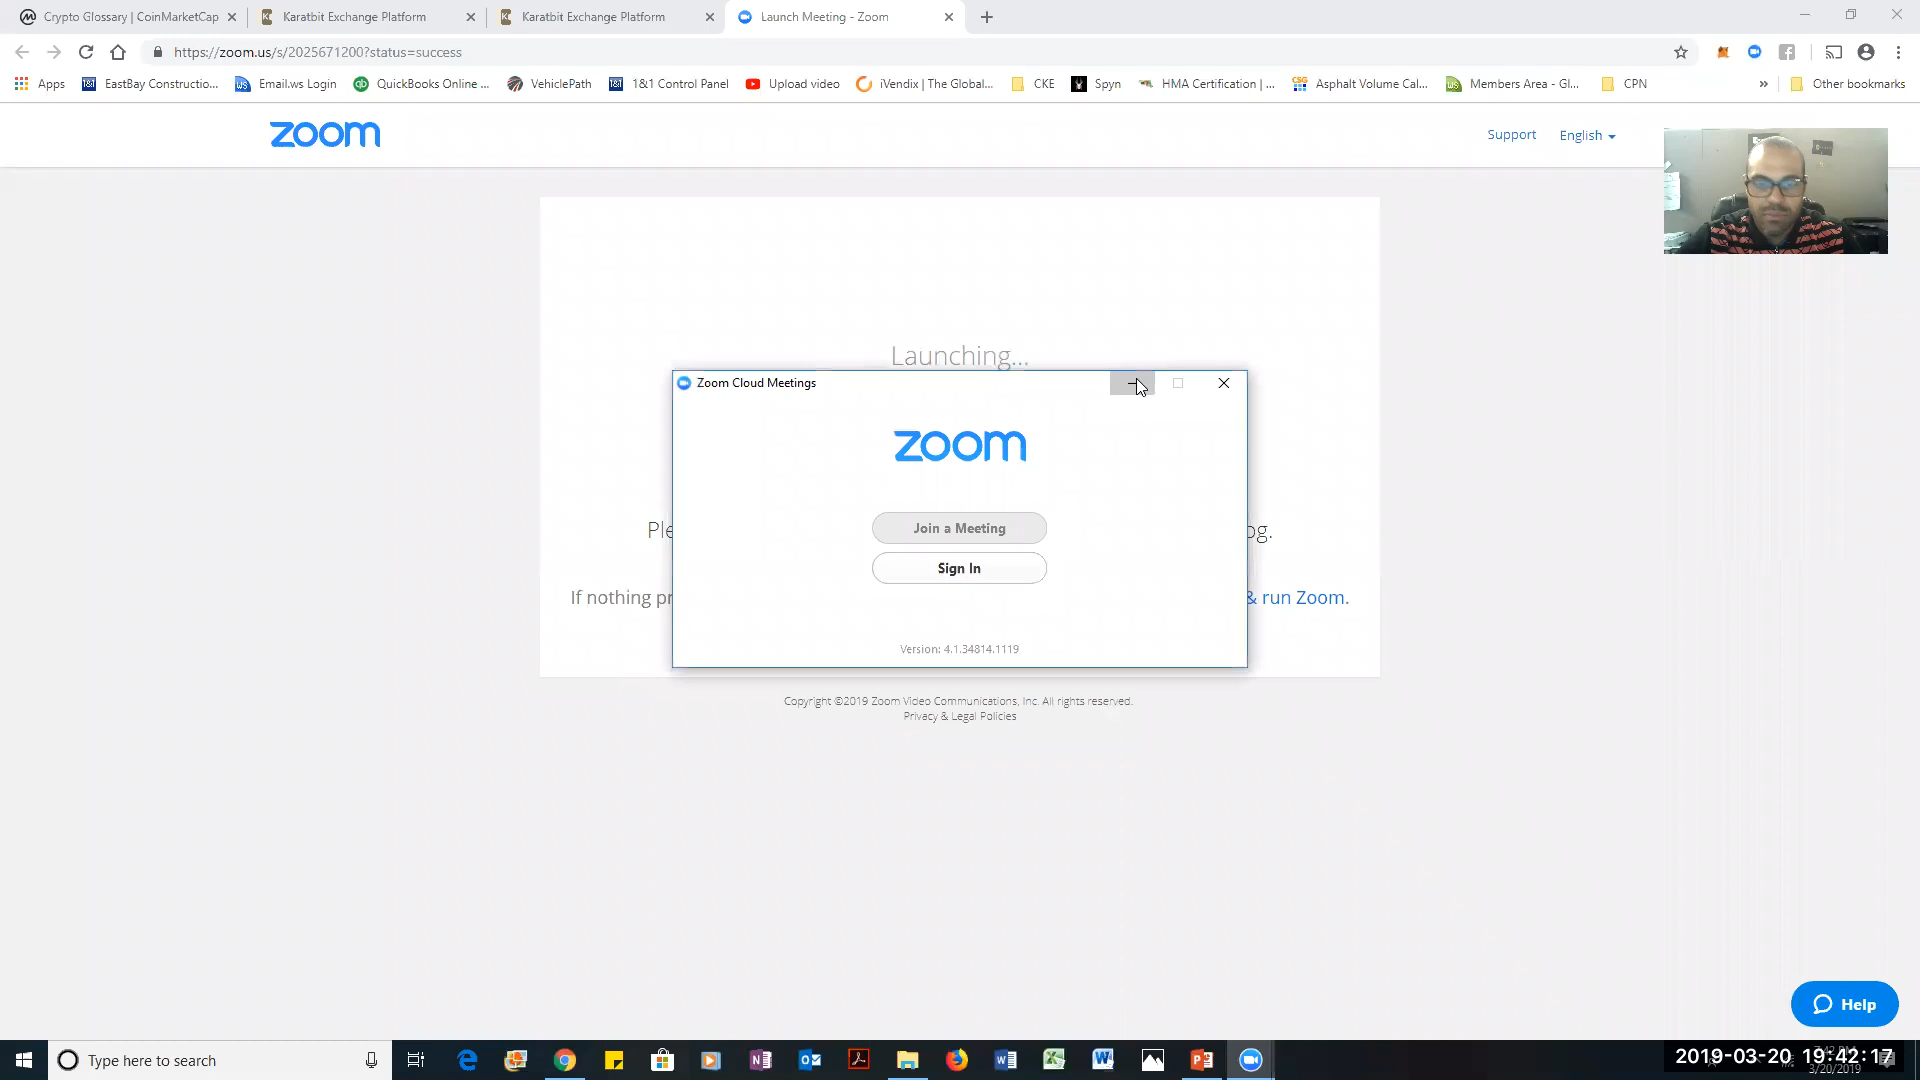 Crypto Glossary | CoinMarketCap
Karatbit Exchange Platform
Karatbit Exchange Platform
Launch Meeting - Zoom
https://zoom.us/s/2025671200?status=success
Apps
EastBay Constructio...
Email.ws Login
QuickBooks Online ...
VehiclePath
1&1 Control Panel
Upload video
iVendix | The Global...
CKE
Spyn
HMA Certification | ...
Asphalt Volume Cal...
Members Area - Gl...
CPN
»
Other bookmarks
zoom
Support
English
Launching...
Zoom Cloud Meetings
zoom
Join a Meeting
Sign In
If nothing
& run Zoom.
Version: 4.1.34814.1119
Copyright ©2019 Zoom Video Communications, Inc. All rights reserved.
Privacy & Legal Policies
Help
Type here to search
2019-03-20 19:42:17
3/20/2019